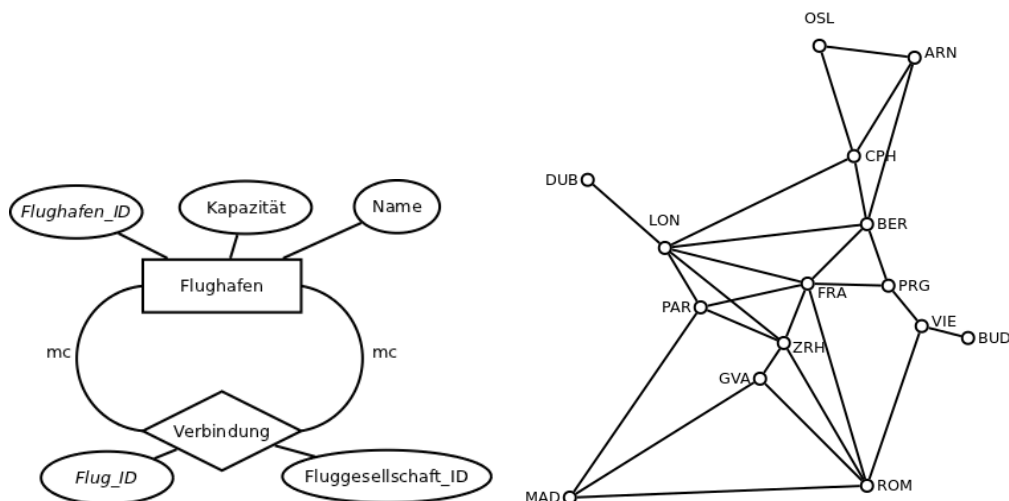 Flughafen_ID
Kapazität
Name
Flughafen
mc
mc
Verbindung
Flug_ID
Fluggesellschaft_ID
OSL
ARN
CPH
DUB
LON
BER
FRA
PRG
PAR
VIE
BUD
ZRH
GVA
MAD
ROM